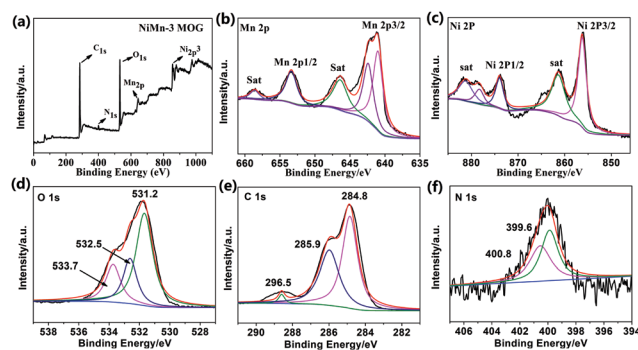 (a)
NiMn-3 MOG
C1s
O1s
Ni2p3
Mn2p
N1s
Intensity/a.u.
0 200 400 600 800 1000
Binding Energy (eV)
(b)
Mn 2p
Mn 2p3/2
Mn 2p1/2
Sat
Sat
Intensity/a.u.
660 655 650 645 640 635
Binding Energy/eV
(c)
Ni 2P
Ni 2P3/2
Ni 2P1/2
sat
sat
Intensity/a.u.
880 870 860 850
Binding Energy/eV
(d)
O 1s
531.2
532.5
533.7
Intensity/a.u.
538 536 534 532 530 528
Binding Energy/eV
(e)
C 1s
284.8
285.9
296.5
Intensity/a.u.
290 288 286 284 282
Binding Energy/eV
(f)
N 1s
399.6
400.8
Intensity/a.u.
406 404 402 400 398 396 394
Binding Energy/eV